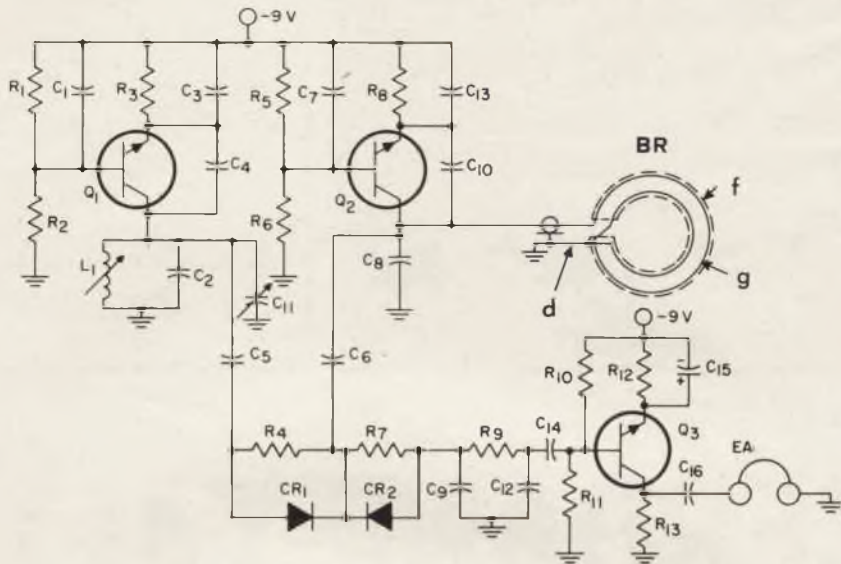 -9 V
R1
C1
R3
C3
R5
C7
R8
C13
C4
C10
Q1
Q2
BR
f
R2
R6
L1
C2
C8
C11
d
g
-9 V
C5
C6
R10
R12
C15
-
+
R4
R7
R9
C14
Q3
EA
C16
CR1
CR2
C9
C12
R11
R13